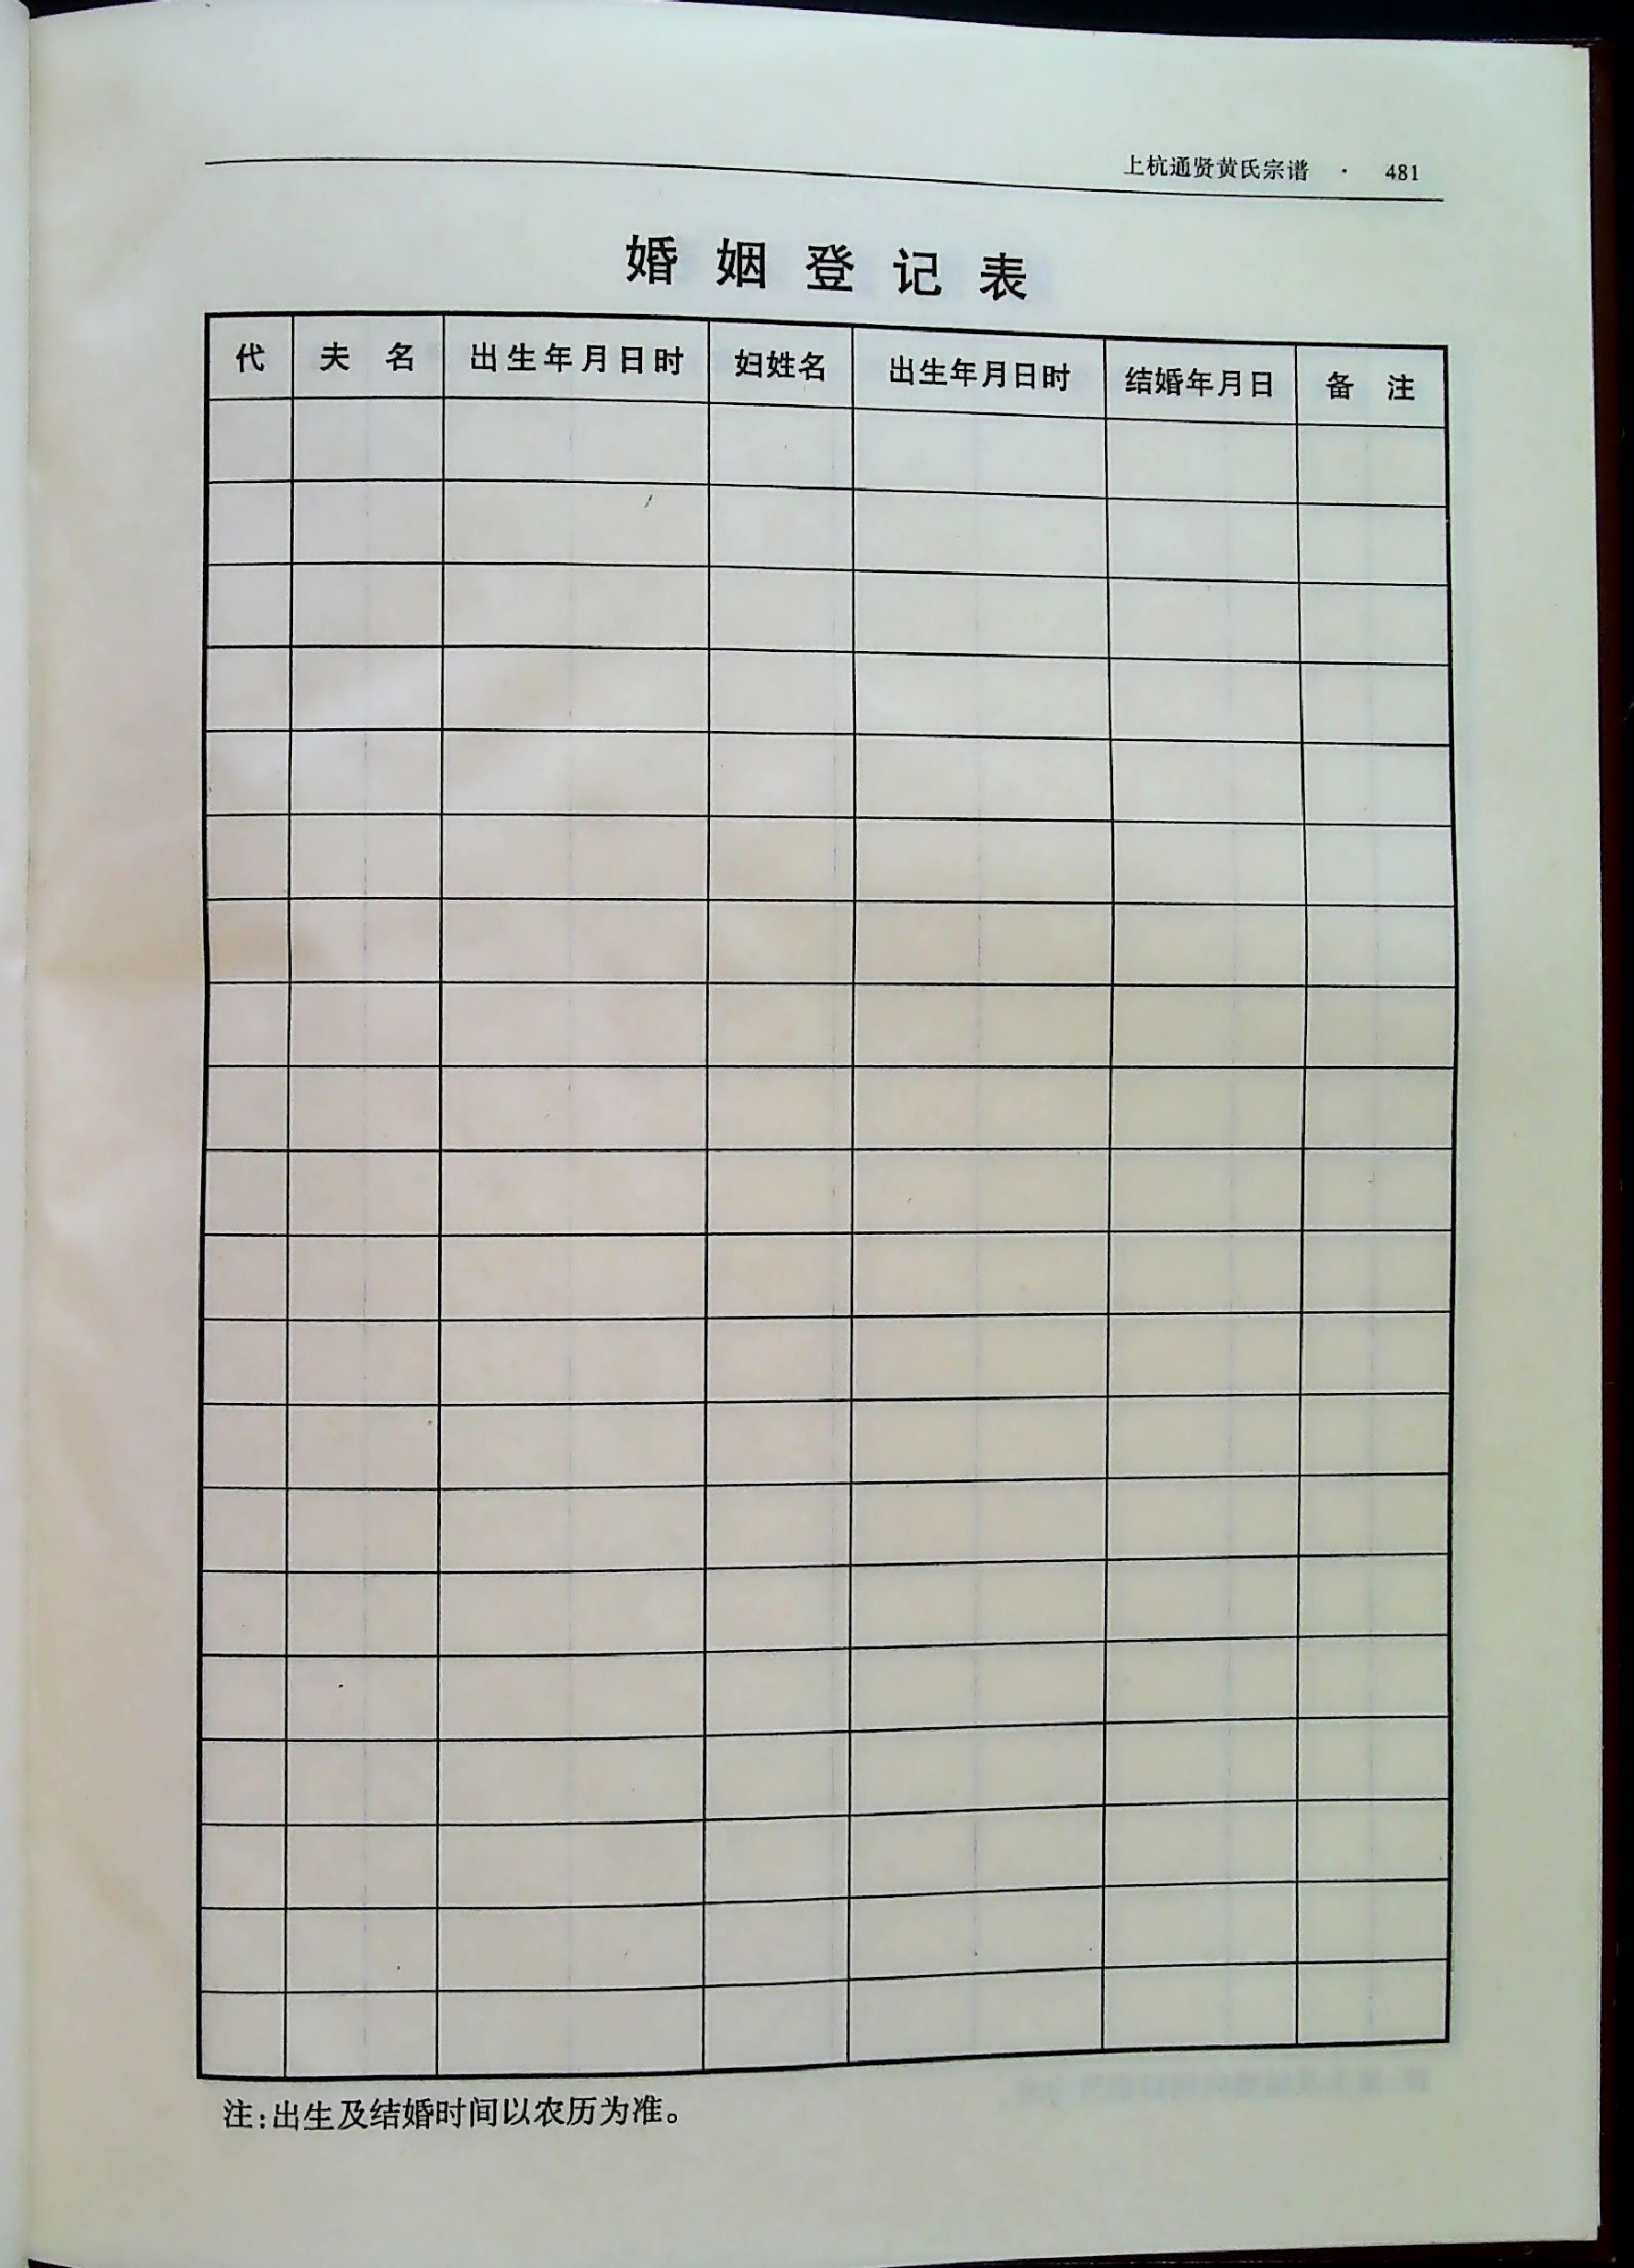 上杭通贤黄氏宗谱 · 481
婚姻登记表
代 夫名 出生年月日时 妇姓名 出生年月日时 结婚年月日 备注
注:出生及结婚时间以农历为准。